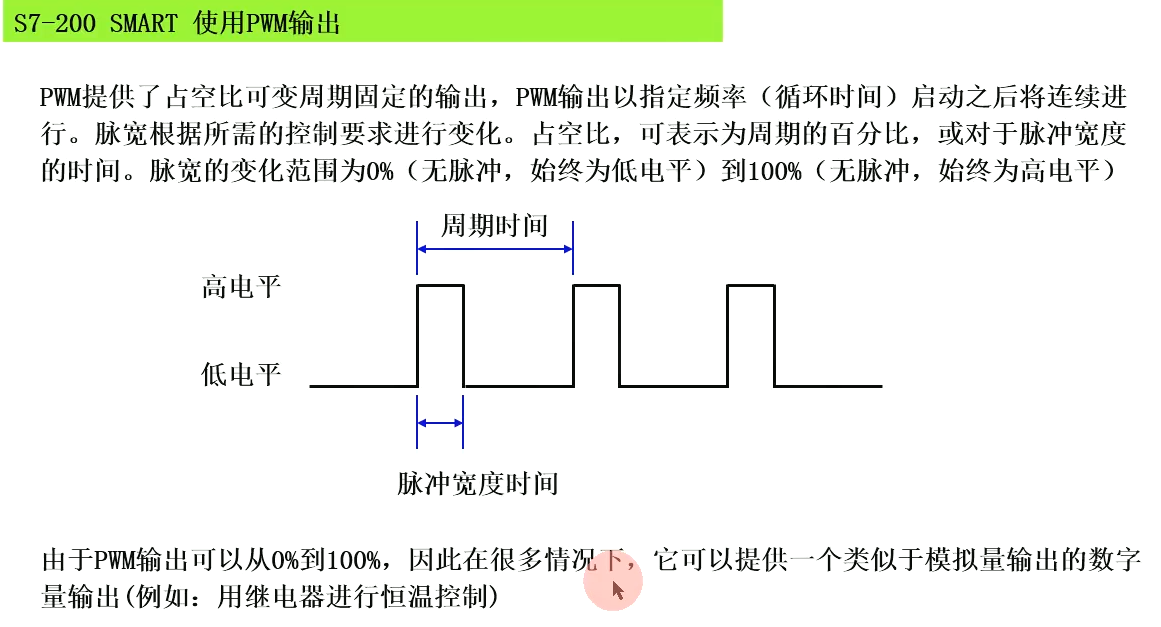 S7-200 SMART 使用PWM输出
PWM提供了占空比可变周期固定的输出，PWM输出以指定频率（循环时间）启动之后将连续进
行。脉宽根据所需的控制要求进行变化。占空比，可表示为周期的百分比，或对于脉冲宽度
的时间。脉宽的变化范围为0%（无脉冲，始终为低电平）到100%（无脉冲，始终为高电平）
周期时间
高电平
低电平
脉冲宽度时间
由于PWM输出可以从0%到100%，因此在很多情况下，它可以提供一个类似于模拟量输出的数字
量输出(例如：用继电器进行恒温控制)